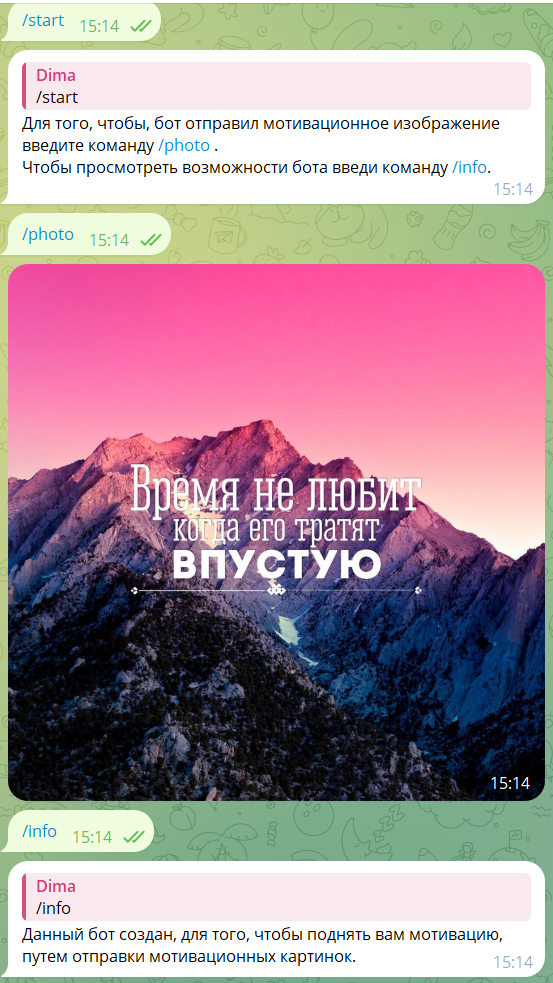 /start 15:14
Dima
/start
Для того, чтобы, бот отправил мотивационное изображение
введите команду /photo .
Чтобы просмотреть возможности бота введи команду /info.
15:14
/photo 15:14
Время не любит
когда его тратят
ВПУСТУЮ
15:14
/info 15:14
Dima
/info
Данный бот создан, для того, чтобы поднять вам мотивацию,
путем отправки мотивационных картинок.
15:14